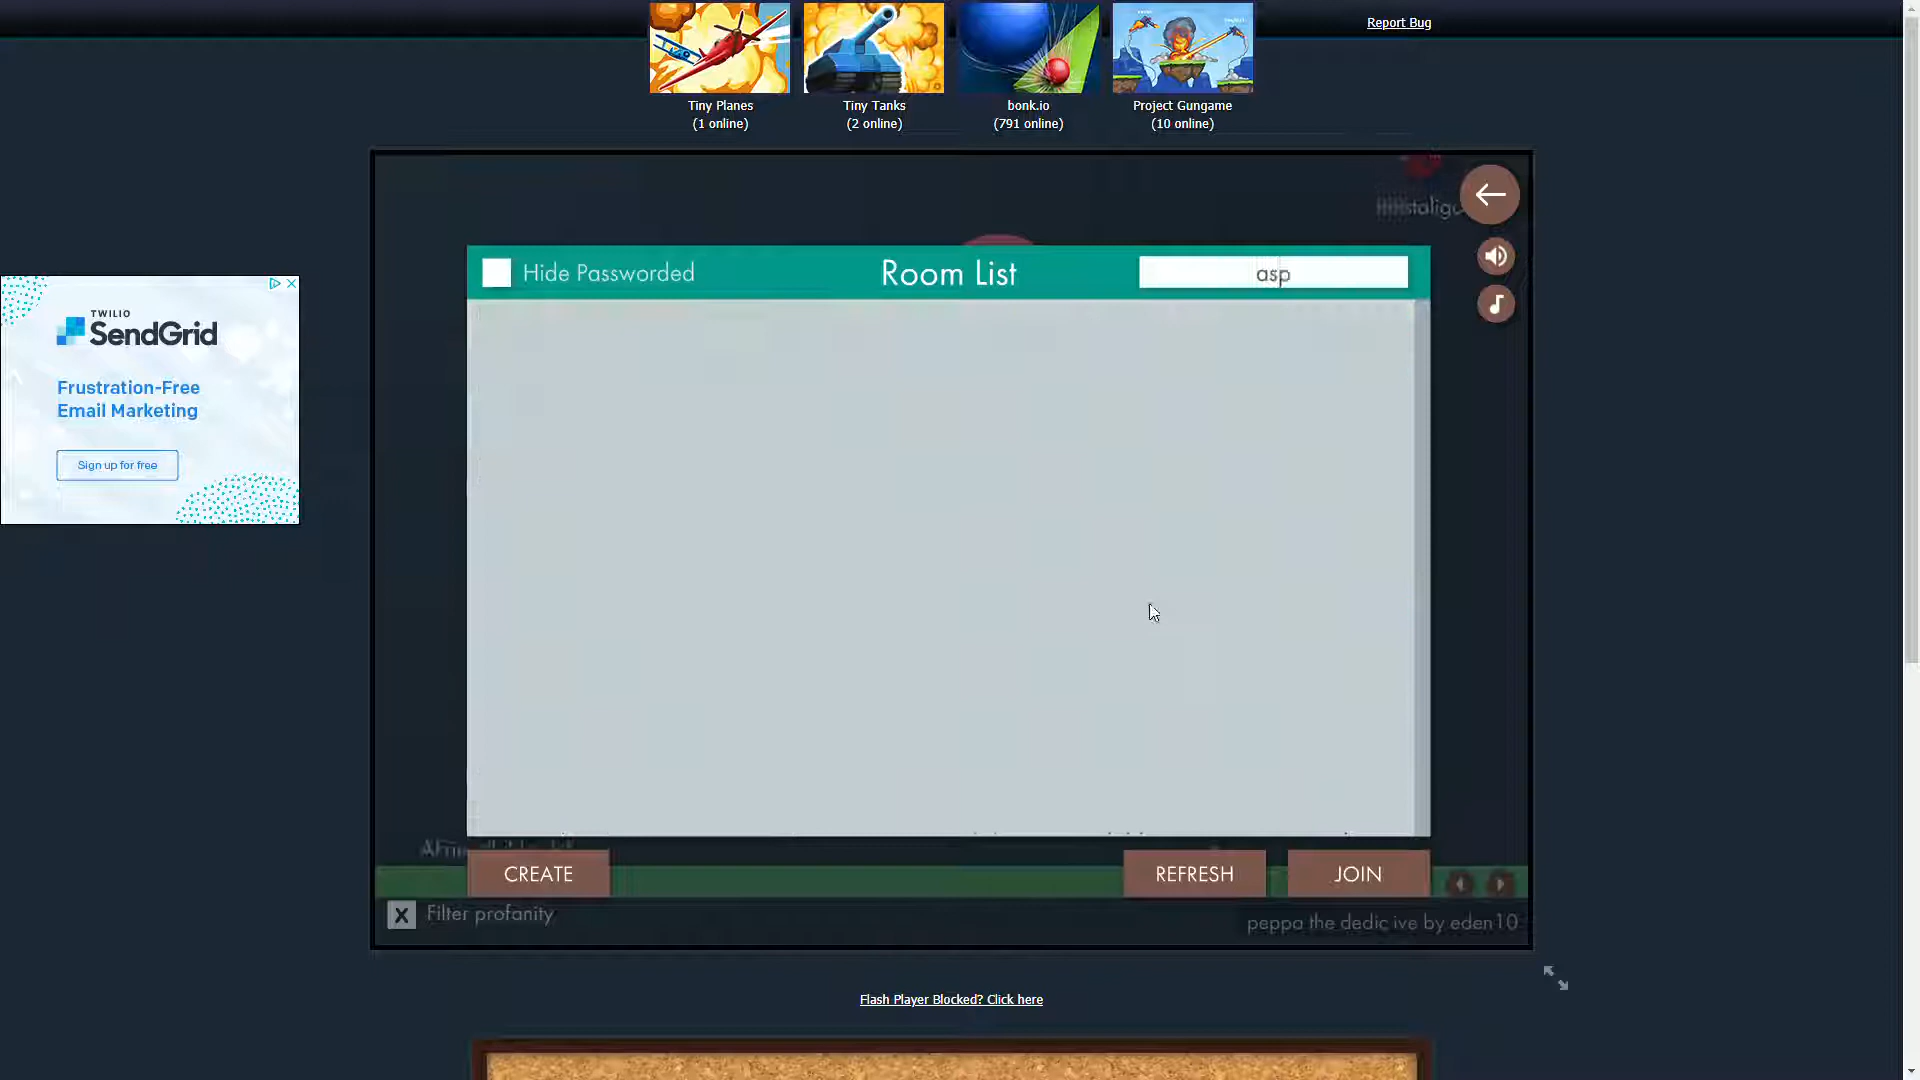 Report Bug
Tiny Planes
(1 online)
Tiny Tanks
(2 online)
bonk.io
(791 online)
Project Gungame
(10 online)
Hide Passworded
Room List
asp
TWILIO
SendGrid
Frustration-Free
Email Marketing
Sign up for free
CREATE
REFRESH
JOIN
X Filter profanity
peppa the dedic ive by eden10
Flash Player Blocked? Click here